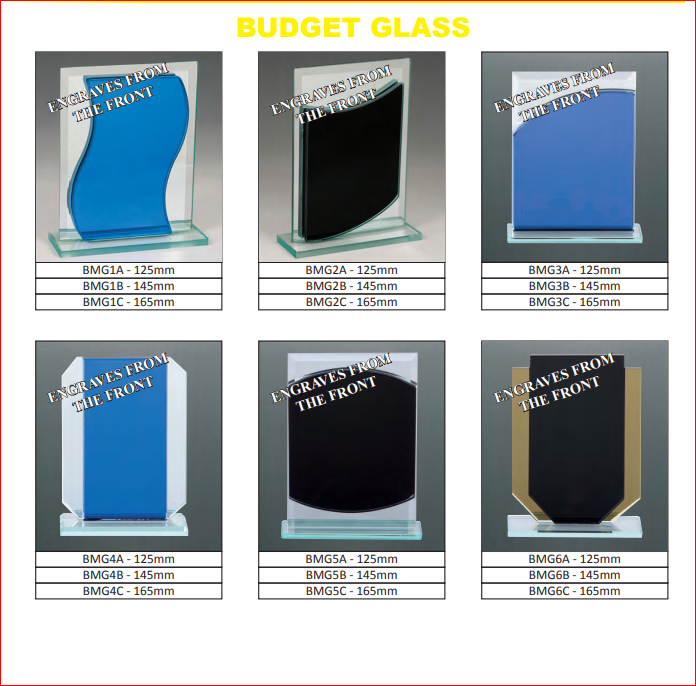 BUDGET GLASS
ENGRAVES FROM
THE FRONT
ENGRAVES FROM
THE FRONT
ENGRAVES FROM
THE FRONT
BMG1A - 125mm
BMG2A - 125mm
BMG3A - 125mm
BMG1B - 145mm
BMG2B - 145mm
BMG3B - 145mm
BMG1C - 165mm
BMG2C - 165mm
BMG3C - 165mm
ENGRAVES FROM
THE FRONT
ENGRAVES FROM
THE FRONT
ENGRAVES FROM
THE FRONT
BMG4A - 125mm
BMG5A - 125mm
BMG6A - 125mm
BMG4B - 145mm
BMG5B - 145mm
BMG6B - 145mm
BMG4C - 165mm
BMG5C - 165mm
BMG6C - 165mm